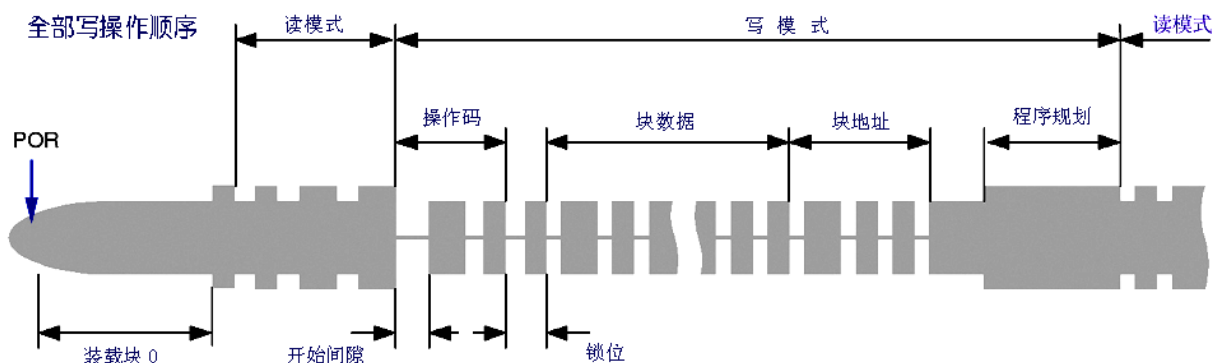 全部写操作顺序
读模式
写 模 式
读模式
操作码
块数据
块地址
程序规划
POR
装载块 0
开始间隙
锁位